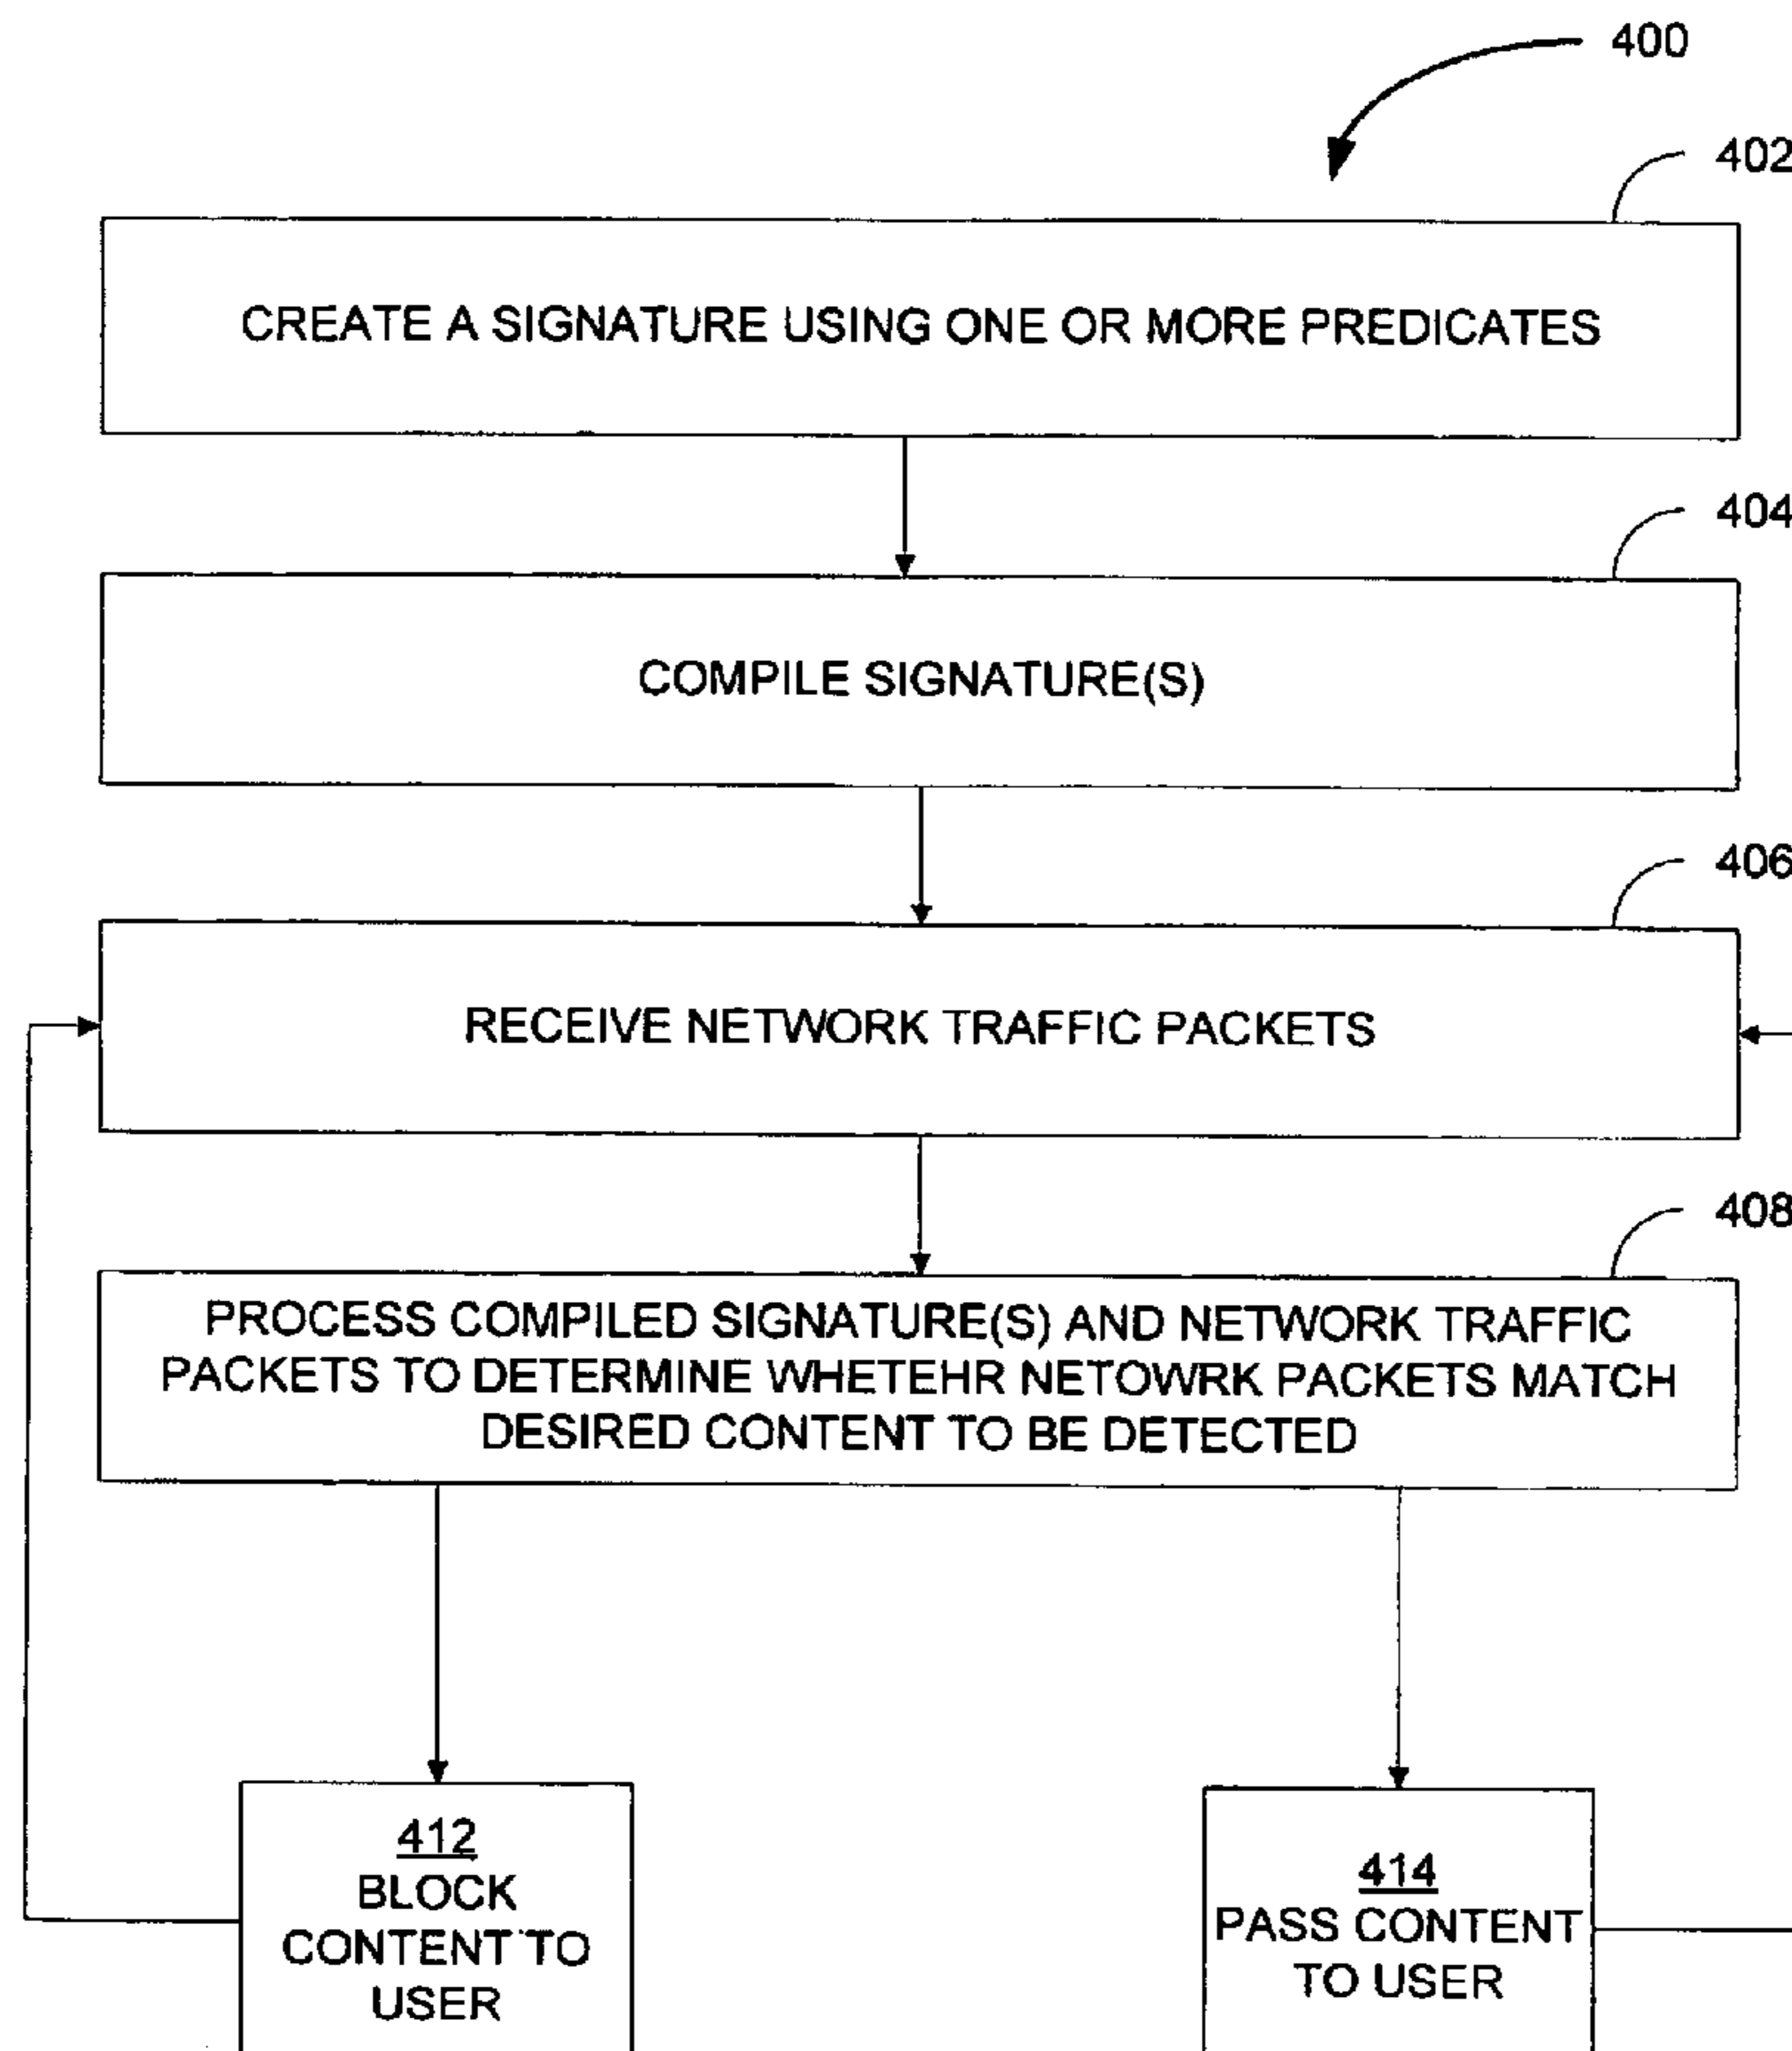 400
402
CREATE A SIGNATURE USING ONE OR MORE PREDICATES
404
COMPILE SIGNATURE(S)
406
RECEIVE NETWORK TRAFFIC PACKETS
408
PROCESS COMPILED SIGNATURE(S) AND NETWORK TRAFFIC
PACKETS TO DETERMINE WHETEHR NETOWRK PACKETS MATCH
DESIRED CONTENT TO BE DETECTED
412
BLOCK
CONTENT TO
USER
414
PASS CONTENT
TO USER